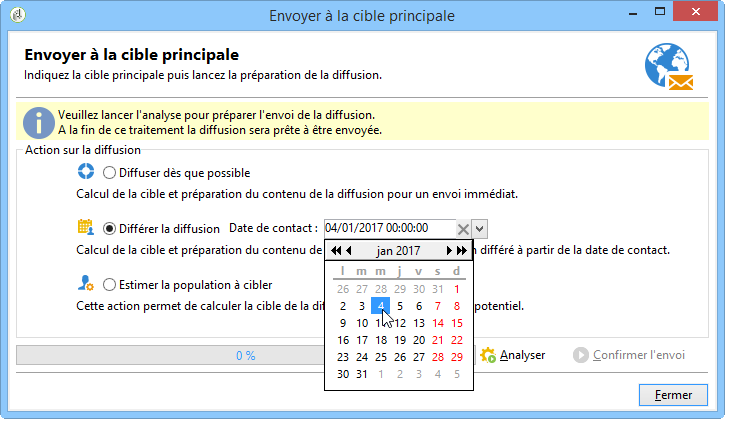 Envoyer à la cible principale
Envoyer à la cible principale
Indiquez la cible principale puis lancez la préparation de la diffusion.
Veuillez lancer l'analyse pour préparer l'envoi de la diffusion.
A la fin de ce traitement la diffusion sera prête à être envoyée.
Action sur la diffusion
Diffuser dès que possible
Calcul de la cible et préparation du contenu de la diffusion pour un envoi immédiat.
Différer la diffusion Date de contact : 04/01/2017 00:00:00
Calcul de la cible et préparation du contenu de différé à partir de la date de contact.
jan 2017
l m m j v s d
26 27 28 29 30 31 1
Estimer la population à cibler
2 3 4 5 6 7 8
Cette action permet de calculer la cible de la potentiel.
9 10 11 12 13 14 15
16 17 18 19 20 21 22
23 24 25 26 27 28 29
30 31 1 2 3 4 5
0 % Analyser Confirmer l'envoi
Fermer